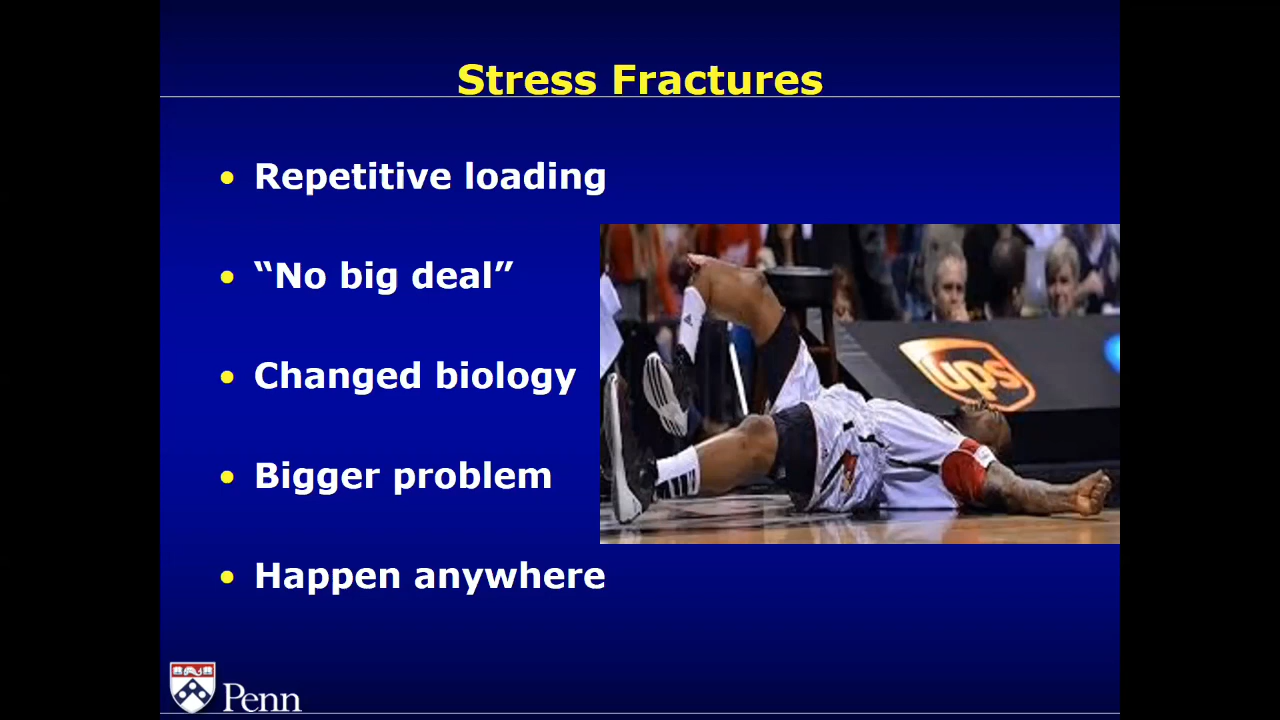 Stress Fractures
• Repetitive loading
• “No big deal”
• Changed biology
• Bigger problem
• Happen anywhere
ups
Penn